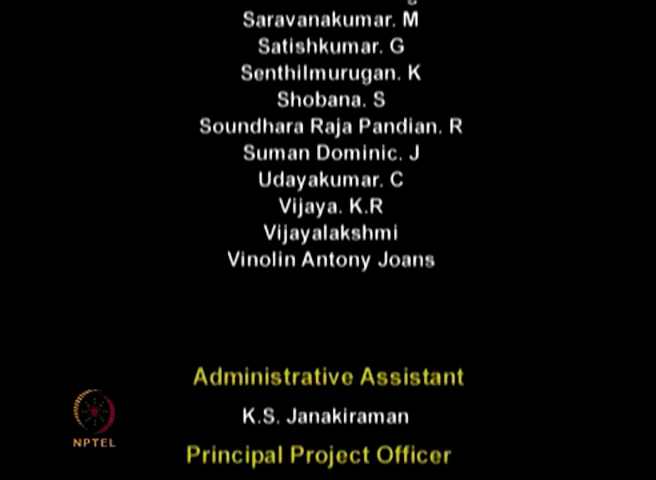 Saravanakumar. M
Satishkumar. G
Senthilmurugan. K
Shobana. S
Soundhara Raja Pandian. R
Suman Dominic. J
Udayakumar. C
Vijaya. K.R
Vijayalakshmi
Vinolin Antony Joans
Administrative Assistant
K.S. Janakiraman
NPTEL
Principal Project Officer